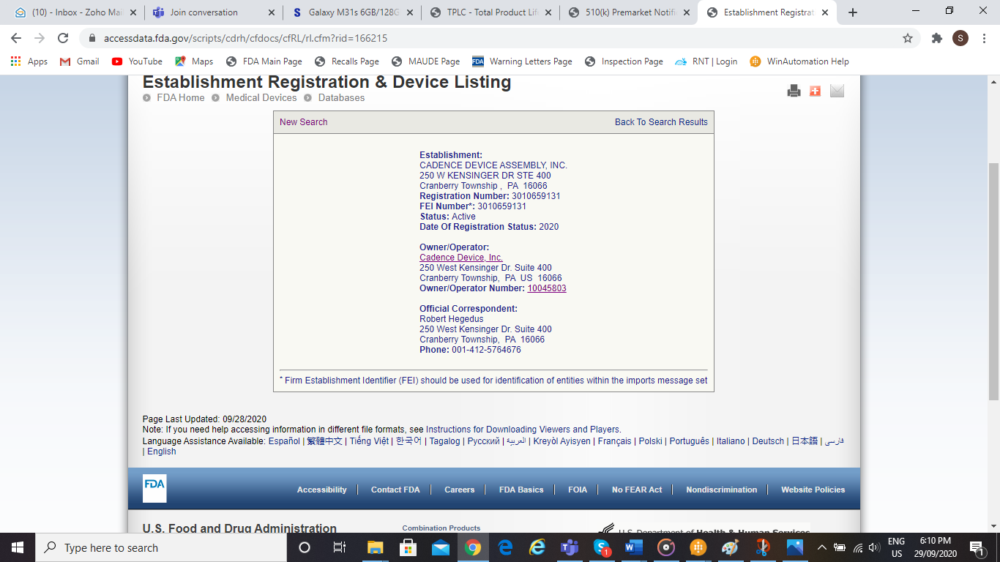 (10) - Inbox - Zoho Mai
Join conversation
Galaxy M31s 6GB/128G
TPLC - Total Product Lif
510(k) Premarket Notifi
Establishment Registrat
accessdata.fda.gov/scripts/cdrh/cfdocs/cfRL/rl.cfm?rid=166215
S
Apps
Gmail
YouTube
Maps
FDA Main Page
Recalls Page
MAUDE Page
FDA Warning Letters Page
Inspection Page
RNT | Login
WinAutomation Help
Establishment Registration & Device Listing
FDA Home
Medical Devices
Databases
New Search
Back To Search Results
Establishment:
CADENCE DEVICE ASSEMBLY, INC.
250 W KENSINGER DR STE 400
Cranberry Township , PA 16066
Registration Number: 3010659131
FEI Number*: 3010659131
Status: Active
Date Of Registration Status: 2020
Owner/Operator:
Cadence Device, Inc.
250 West Kensinger Dr. Suite 400
Cranberry Township, PA US 16066
Owner/Operator Number: 10045803
Official Correspondent:
Robert Hegedus
250 West Kensinger Dr. Suite 400
Cranberry Township, PA 16066
Phone: 001-412-5764676
* Firm Establishment Identifier (FEI) should be used for identification of entities within the imports message set
Page Last Updated: 09/28/2020
Note: If you need help accessing information in different file formats, see Instructions for Downloading Viewers and Players.
Language Assistance Available: Español | 繁體中文 | Tiếng Việt | 한국어 | Tagalog | Русский | العربية | Kreyòl Ayisyen | Français | Polski | Português | Italiano | Deutsch | 日本語 | فارسی
| English
FDA
Accessibility
Contact FDA
Careers
FDA Basics
FOIA
No FEAR Act
Nondiscrimination
Website Policies
U.S. Food and Drug Administration
Combination Products
U.S. Department of Health & Human Services
Type here to search
1
ENG
US
6:10 PM
29/09/2020
1